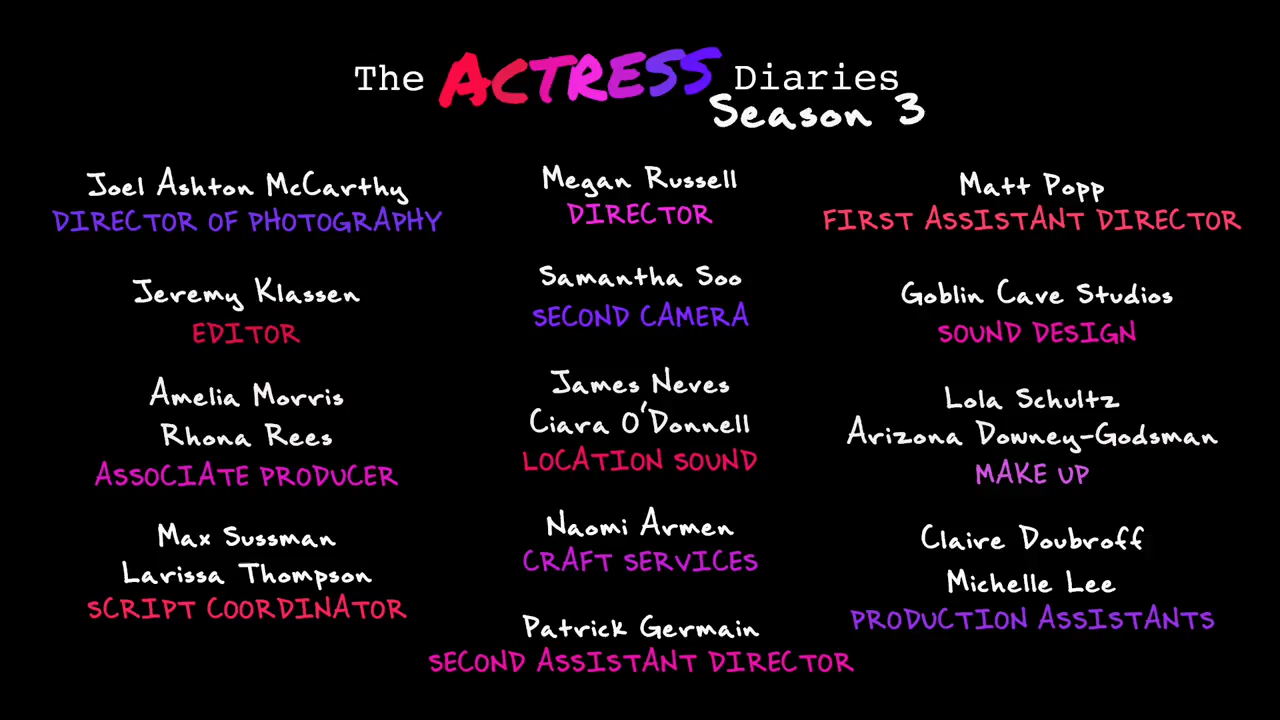 The ACTRESS Diaries
Season 3
Joel Ashton McCarthy
DIRECTOR OF PHOTOGRAPHY
Jeremy Klassen
EDITOR
Amelia Morris
Rhona Rees
ASSOCIATE PRODUCER
Max Sussman
Larissa Thompson
SCRIPT COORDINATOR
Megan Russell
DIRECTOR
Samantha Soo
SECOND CAMERA
James Neves
Ciara O'Donnell
LOCATION SOUND
Naomi Armen
CRAFT SERVICES
Patrick Germain
SECOND ASSISTANT DIRECTOR
Matt Popp
FIRST ASSISTANT DIRECTOR
Goblin Cave Studios
SOUND DESIGN
Lola Schultz
Arizona Downey-Godsman
MAKE UP
Claire Doubroff
Michelle Lee
PRODUCTION ASSISTANTS